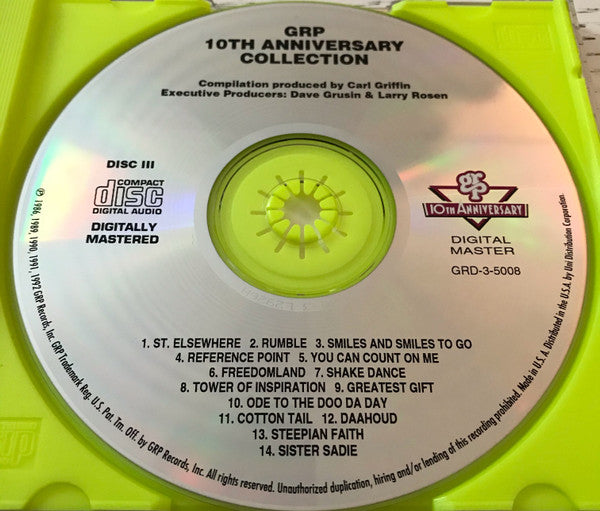 GRP
10TH ANNIVERSARY
COLLECTION
Compilation produced by Carl Griffin
Executive Producers: Dave Grusin & Larry Rosen
DISC III
COMPACT
disc
DIGITAL AUDIO
DIGITALLY
MASTERED
grp
10TH ANNIVERSARY
DIGITAL
MASTER
GRD-3-5008
1. ST. ELSEWHERE 2. RUMBLE 3. SMILES AND SMILES TO GO
4. REFERENCE POINT 5. YOU CAN COUNT ON ME
6. FREEDOMLAND 7. SHAKE DANCE
8. TOWER OF INSPIRATION 9. GREATEST GIFT
10. ODE TO THE DOO DA DAY
11. COTTON TAIL 12. DAAHOUD
13. STEEPIAN FAITH
14. SISTER SADIE
℗ 1986, 1989, 1990, 1991, 1992 GRP Records, Inc. GRP Trademark Reg. U.S. Pat. Tm. Off. by GRP Records, Inc. All rights reserved. Unauthorized duplication, hiring and/or lending of this recording prohibited. Made in U.S.A. Distributed in the U.S.A. by Uni Distribution Corporation.